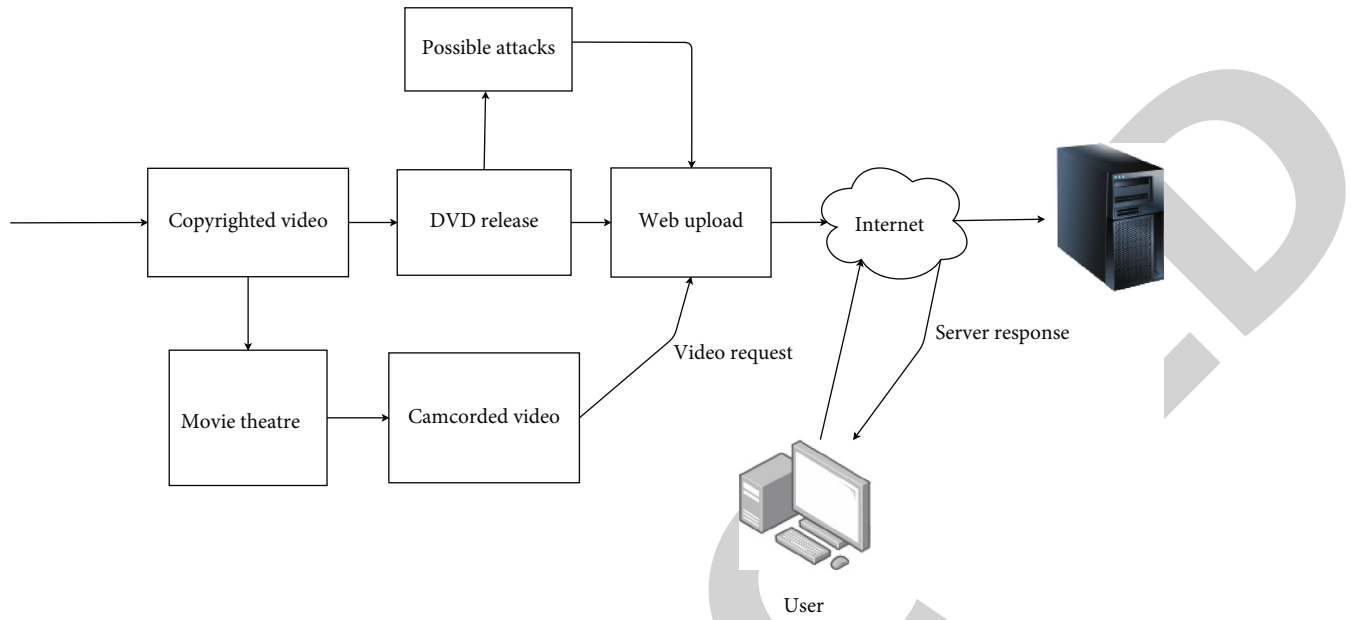 Possible attacks
Copyrighted video
DVD release
Web upload
Internet
Server response
Video request
Movie theatre
Camcorded video
User